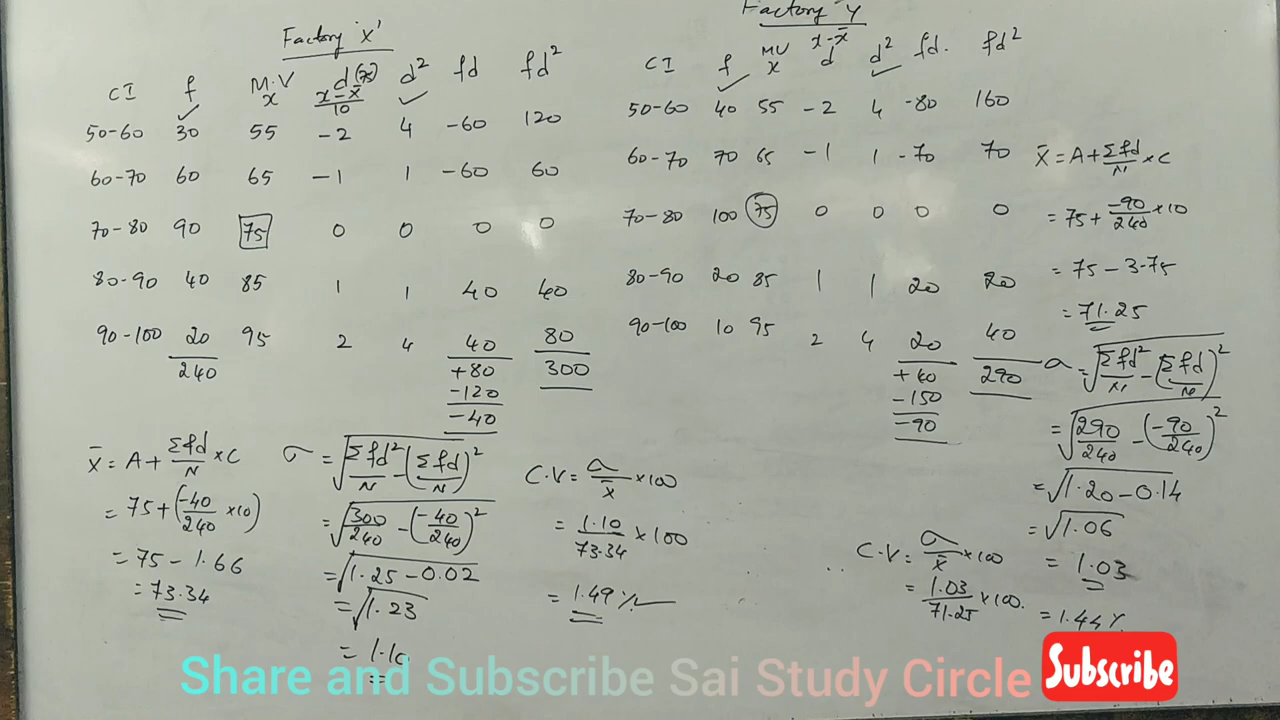 Factory 'X'
CI f M.V x d(75) x-x̄/10 d² fd fd²
50-60 30 55 -2 4 -60 120
60-70 60 65 -1 1 -60 60
70-80 90 75 0 0 0 0
80-90 40 85 1 1 40 40
90-100 20 95 2 4 40 80
240 +80 300
-120
-40
X̄ = A + Σfd/N × C
= 75 + (-40/240 × 10)
= 75 - 1.66
= 73.34
σ = √Σfd²/N - (Σfd/N)²
= √300/240 - (-40/240)²
= √1.25 - 0.02
= √1.23
= 1.10
C.V = σ/x̄ × 100
= 1.10/73.34 × 100
= 1.49%
Factory Y
CI f MV x x-x̄ d d² fd. fd²
50-60 40 55 -2 4 -80 160
60-70 70 65 -1 1 -70 70
70-80 100 75 0 0 0 0
80-90 20 85 1 1 20 20
90-100 10 95 2 4 20 40
+40 290
-150
-90
X̄ = A + Σfd/N × C
= 75 + -90/240 × 10
= 75 - 3.75
= 71.25
σ = √Σfd²/N - (Σfd/N)²
= √290/240 - (-90/240)²
= √1.20 - 0.14
= √1.06
= 1.03
C.V = σ/x̄ × 100
= 1.03/71.25 × 100.
= 1.44%
Share and Subscribe Sai Study Circle
Subscribe